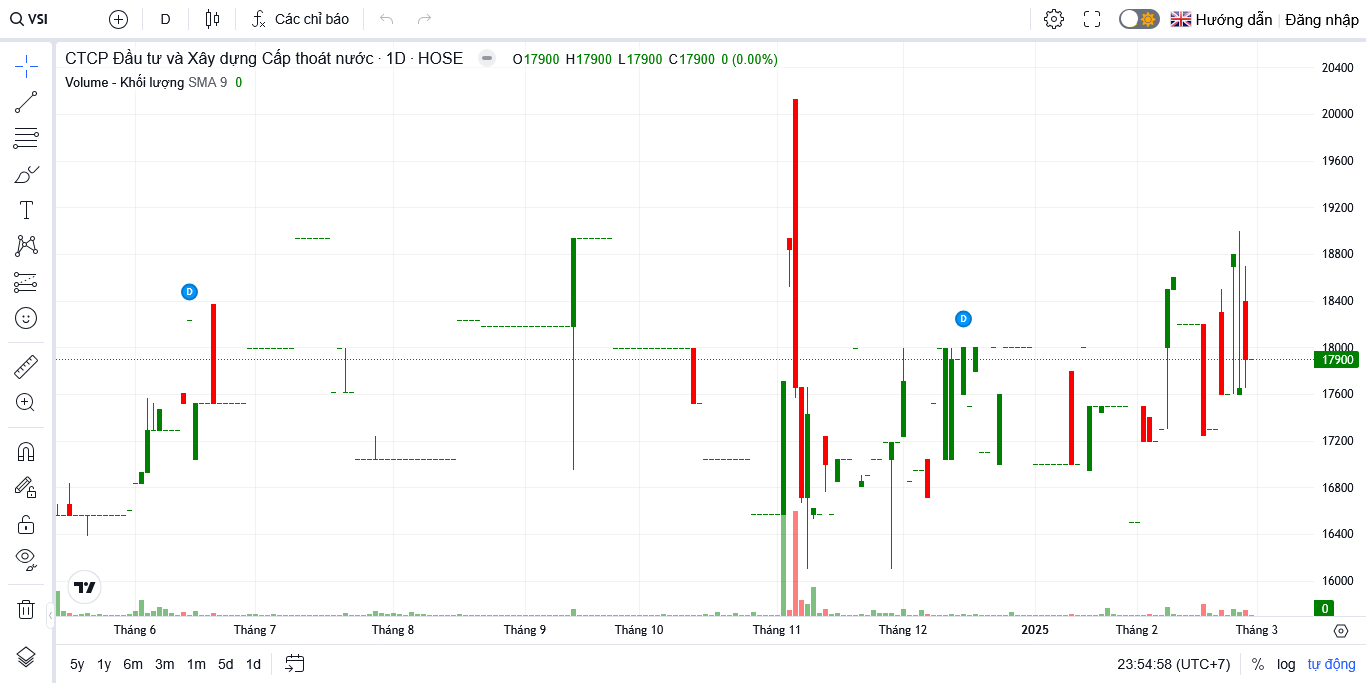 VSI D Các chỉ báo Hướng dẫn Đăng nhập
CTCP Đầu tư và Xây dựng Cấp thoát nước · 1D · HOSE O17900 H17900 L17900 C17900 0 (0.00%)
Volume - Khối lượng SMA 9 0
20400
20000
19600
19200
18800
18400
18000
17900
17600
17200
16800
16400
16000
0
D
D
Tháng 6 Tháng 7 Tháng 8 Tháng 9 Tháng 10 Tháng 11 Tháng 12 2025 Tháng 2 Tháng 3
5y 1y 6m 3m 1m 5d 1d 23:54:58 (UTC+7) % log tự động